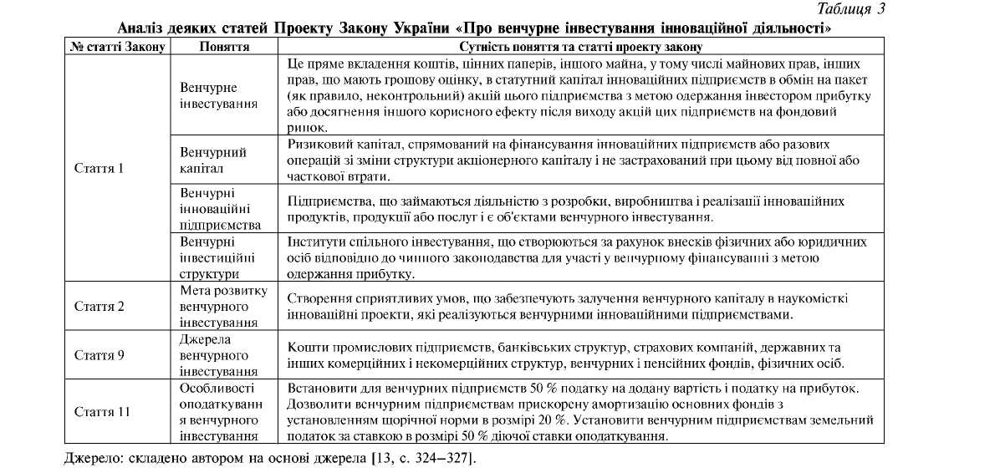 Таблиця 3
Аналіз деяких статей Проекту Закону України «Про венчурне інвестування інноваційної діяльності»
№ статті Закону Поняття Сутність поняття та статті проекту закону
Стаття 1
Венчурне
інвестування
Це пряме вкладення коштів, цінних паперів, іншого майна, у тому числі майнових прав, інших
прав, що мають грошову оцінку, в статутний капітал інноваційних підприємств в обмін на пакет
(як правило, неконтрольний) акцій цього підприємства з метою одержання інвестором прибутку
або досягнення іншого корисного ефекту після виходу акцій цих підприємств на фондовий
ринок.
Венчурний
капітал
Ризиковий капітал, спрямований на фінансування інноваційних підприємств або разових
операцій зі зміни структури акціонерного капіталу і не застрахований при цьому від повної або
часткової втрати.
Венчурні
інноваційні
підприємства
Підприємства, що займаються діяльністю з розробки, виробництва і реалізації інноваційних
продуктів, продукції або послуг і є об'єктами венчурного інвестування.
Венчурні
інвестиційні
структури
Інститути спільного інвестування, що створюються за рахунок внесків фізичних або юридичних
осіб відповідно до чинного законодавства для участі у венчурному фінансуванні з метою
одержання прибутку.
Стаття 2
Мета розвитку
венчурного
інвестування
Створення сприятливих умов, що забезпечують залучення венчурного капіталу в наукомісткі
інноваційні проекти, які реалізуються венчурними інноваційними підприємствами.
Стаття 9
Джерела
венчурного
інвестування
Кошти промислових підприємств, банківських структур, страхових компаній, державних та
інших комерційних і некомерційних структур, венчурних і пенсійних фондів, фізичних осіб.
Стаття 11
Особливості
оподаткуванн
я венчурного
інвестування
Встановити для венчурних підприємств 50 % податку на додану вартість і податку на прибуток.
Дозволити венчурним підприємствам прискорену амортизацію основних фондів з
установленням щорічної норми в розмірі 20 %. Установити венчурним підприємствам земельний
податок за ставкою в розмірі 50 % діючої ставки оподаткування.
Джерело: складено автором на основі джерела [13, с. 324–327].